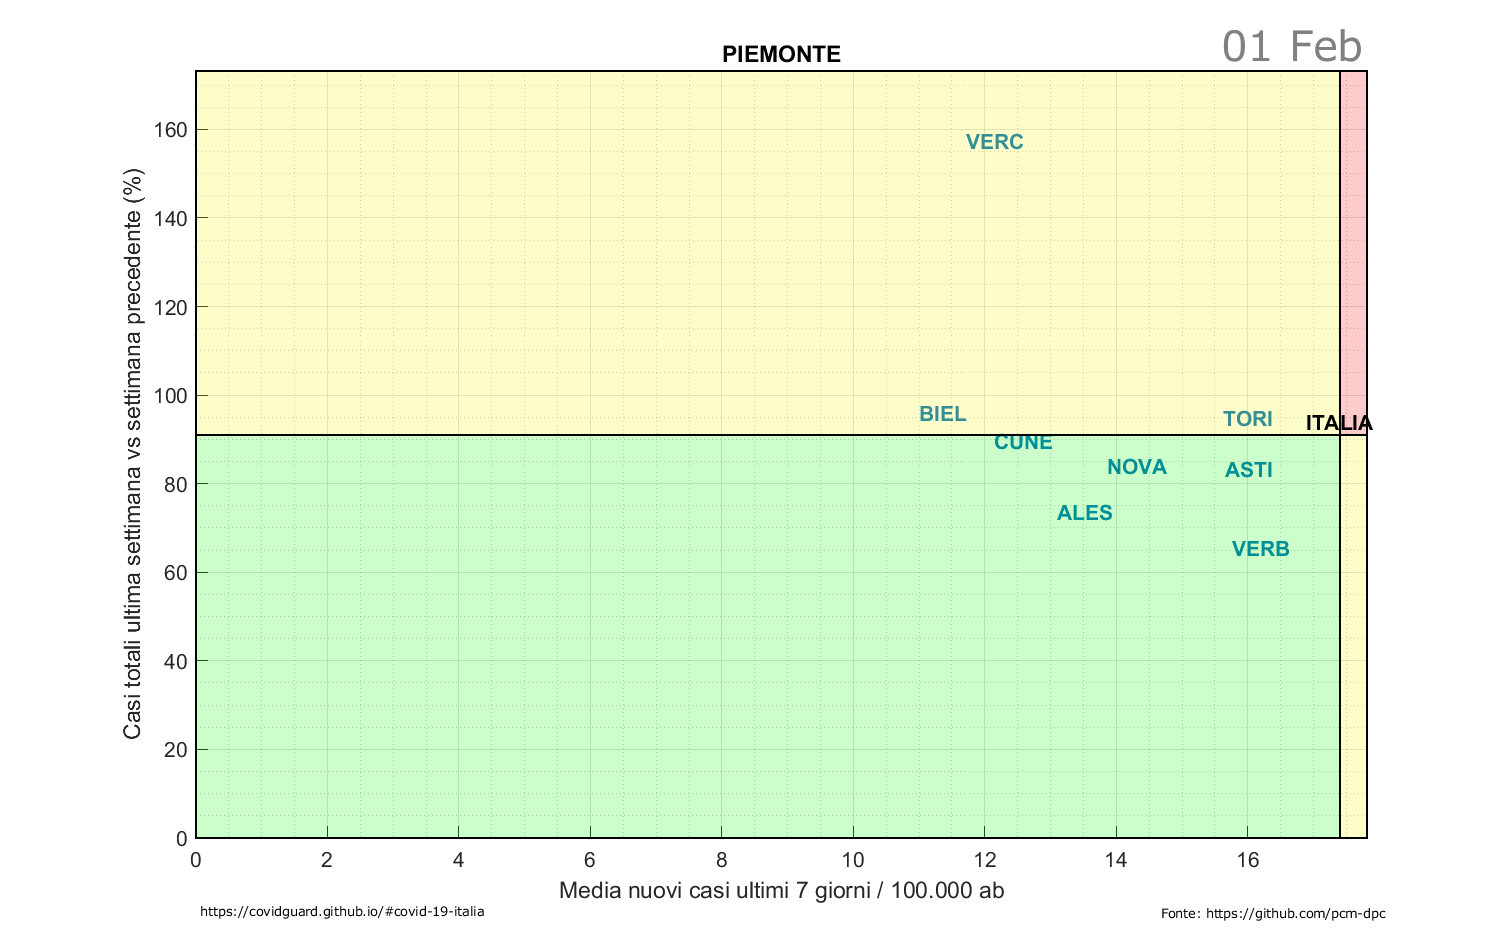 01 Feb
PIEMONTE
Casi totali ultima settimana vs settimana precedente (%)
160
140
120
100
80
60
40
20
0
VERC
BIEL
TORI
ITALIA
CUNE
NOVA
ASTI
ALES
VERB
0 2 4 6 8 10 12 14 16
Media nuovi casi ultimi 7 giorni / 100.000 ab
https://covidguard.github.io/#covid-19-italia
Fonte: https://github.com/pcm-dpc